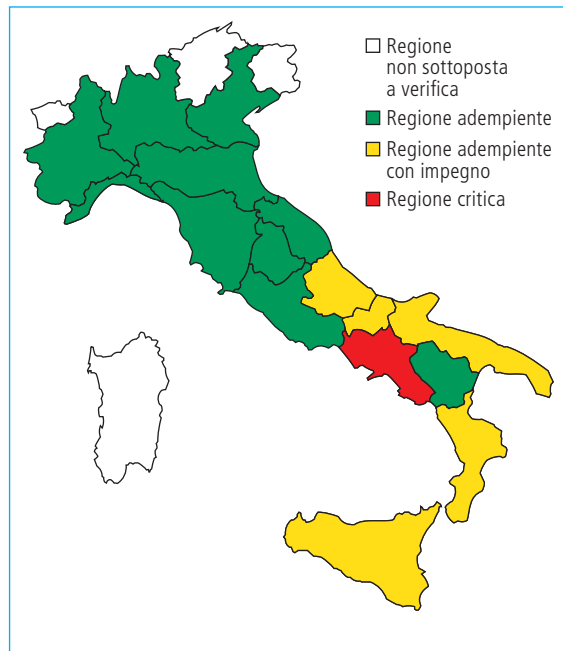 Regione
non sottoposta
a verifica
Regione adempiente
Regione adempiente
con impegno
Regione critica